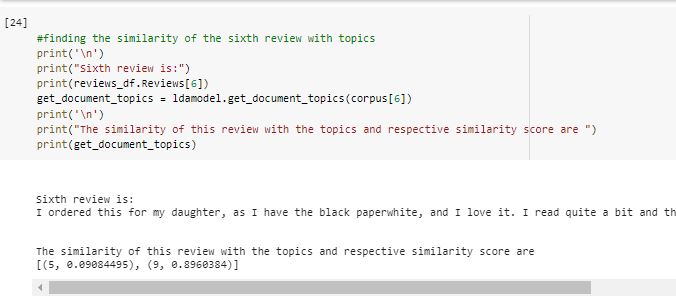 [24]
#finding the similarity of the sixth review with topics
print('\n')
print("Sixth review is:")
print(reviews_df.Reviews[6])
get_document_topics = ldamodel.get_document_topics(corpus[6])
print('\n')
print("The similarity of this review with the topics and respective similarity score are ")
print(get_document_topics)
Sixth review is:
I ordered this for my daughter, as I have the black paperwhite, and I love it. I read quite a bit and th
The similarity of this review with the topics and respective similarity score are
[(5, 0.09084495), (9, 0.8960384)]